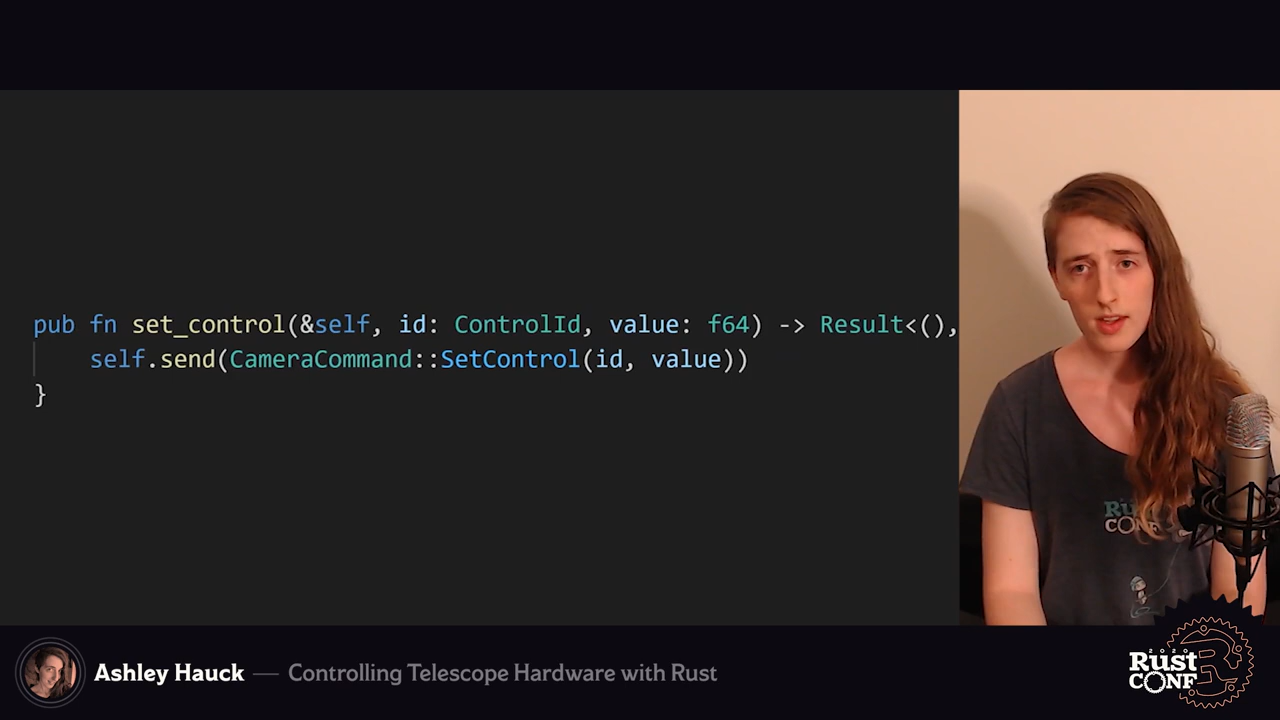 pub fn set_control(&self, id: ControlId, value: f64) -> Result<(),
self.send(CameraCommand::SetControl(id, value))
}
Ashley Hauck — Controlling Telescope Hardware with Rust
2020
Rust
CONF